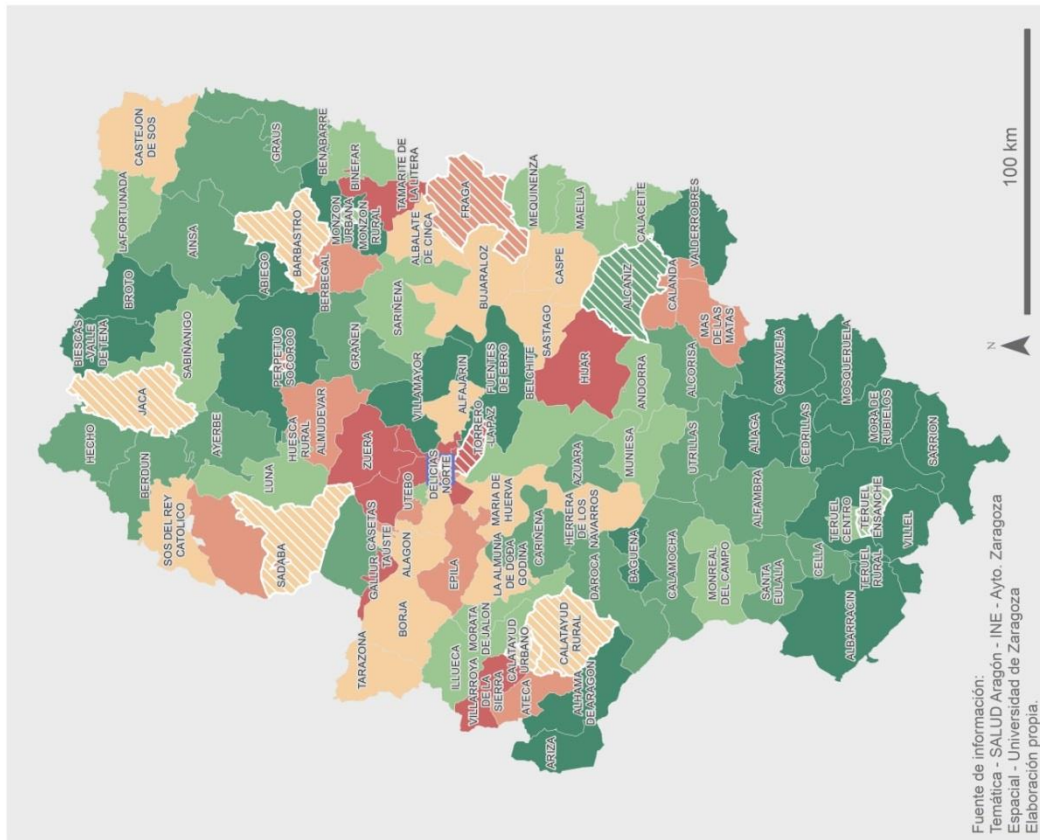 HECHO
BIESCAS
-VALLE
DE TENA
BROTO
LAFORTUNADA
CASTEJON
DE SOS
JACA
BERDUN
SOS DEL REY
CATOLICO
SABIÑANIGO
AINSA
AYERBE
LUNA
SADABA
ABIEGO
GRAUS
BARBASTRO
PERPETUO
SOCORRO
HUESCA
RURAL
ALMUDEVAR
BERBEGAL
BENABARRE
MONZON
URBANA
MONZON
RURAL
BINEFAR
GRAÑEN
TAMARITE DE
LA LITERA
ZUERA
TARAZONA
GALLUR
CASETAS
TAUSTE
SARIÑENA
ALBALATE
DE CINCA
BORJA
ALAGON
UTEBO
VILLAMAYOR
DELICIAS
NORTE
FRAGA
EPILA
ALFAJARIN
TORRERO
-LA PAZ
BUJARALOZ
ILLUECA
VILLARROYA
DE LA
SIERRA
MORATA
DE JALON
LA ALMUNIA
DE DOÑA
GODINA
MARIA DE
HUERVA
FUENTES
DE EBRO
MEQUINENZA
CALATAYUD
URBANO
ATECA
CARIÑENA
BELCHITE
SASTAGO
CASPE
ARIZA
CALATAYUD
RURAL
ALHAMA
DE ARAGON
HERRERA
DE LOS
NAVARROS
AZUARA
HIJAR
MAELLA
DAROCA
MUNIESA
ANDORRA
ALCAÑIZ
CALACEITE
BAGUENA
CALANDA
VALDERROBRES
CALAMOCHA
UTRILLAS
ALCORISA
MAS
DE LAS
MATAS
MONREAL
DEL CAMPO
ALFAMBRA
ALIAGA
CANTAVIEJA
SANTA
EULALIA
CEDRILLAS
CELLA
TERUEL
CENTRO
MOSQUERUELA
ALBARRACIN
TERUEL
RURAL
TERUEL
ENSANCHE
MORA DE
RUBIELOS
VILLEL
SARRION
Fuente de información:
Temática - SALUD Aragón - INE - Ayto. Zaragoza
Espacial - Universidad de Zaragoza
Elaboración propia.
N
100 km